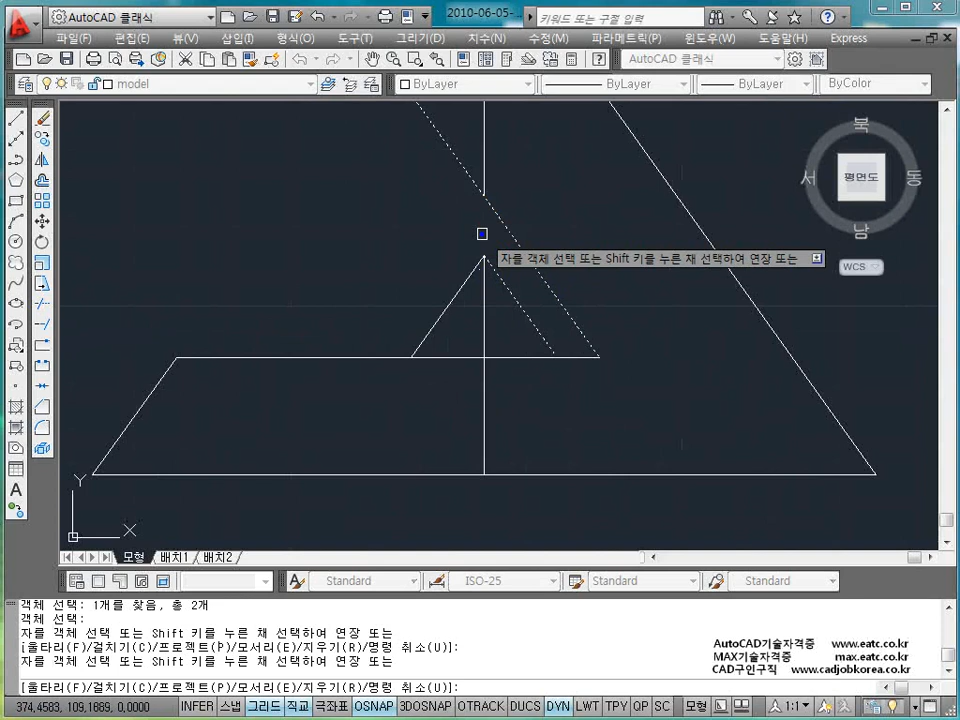 AutoCAD 클래식
2010-06-05-...
키워드 또는 구절 입력
파일(F) 편집(E) 뷰(V) 삽입(I) 형식(O) 도구(T) 그리기(D) 치수(N) 수정(M) 파라메트릭(P) 윈도우(W) 도움말(H) Express
AutoCAD 클래식
model ByLayer ByLayer ByLayer ByColor
북
서 평면도 동
남
WCS
자를 객체 선택 또는 Shift 키를 누른 채 선택하여 연장 또는
Y
X
모형 배치1 배치2
Standard ISO-25 Standard Standard
객체 선택: 1개를 찾음, 총 2개
객체 선택:
자를 객체 선택 또는 Shift 키를 누른 채 선택하여 연장 또는
[울타리(F)/걸치기(C)/프로젝트(P)/모서리(E)/지우기(R)/명령 취소(U)]:
자를 객체 선택 또는 Shift 키를 누른 채 선택하여 연장 또는
[울타리(F)/걸치기(C)/프로젝트(P)/모서리(E)/지우기(R)/명령 취소(U)]:
AutoCAD기술자격증 www.eatc.co.kr
MAX기술자격증 max.eatc.co.kr
CAD구인구직 www.cadjobkorea.co.kr
374,4583, 109,1689, 0,0000 INFER 스냅 그리드 직교 극좌표 OSNAP 3DOSNAP OTRACK DUCS DYN LWT TPY QP SC 모형 1:1